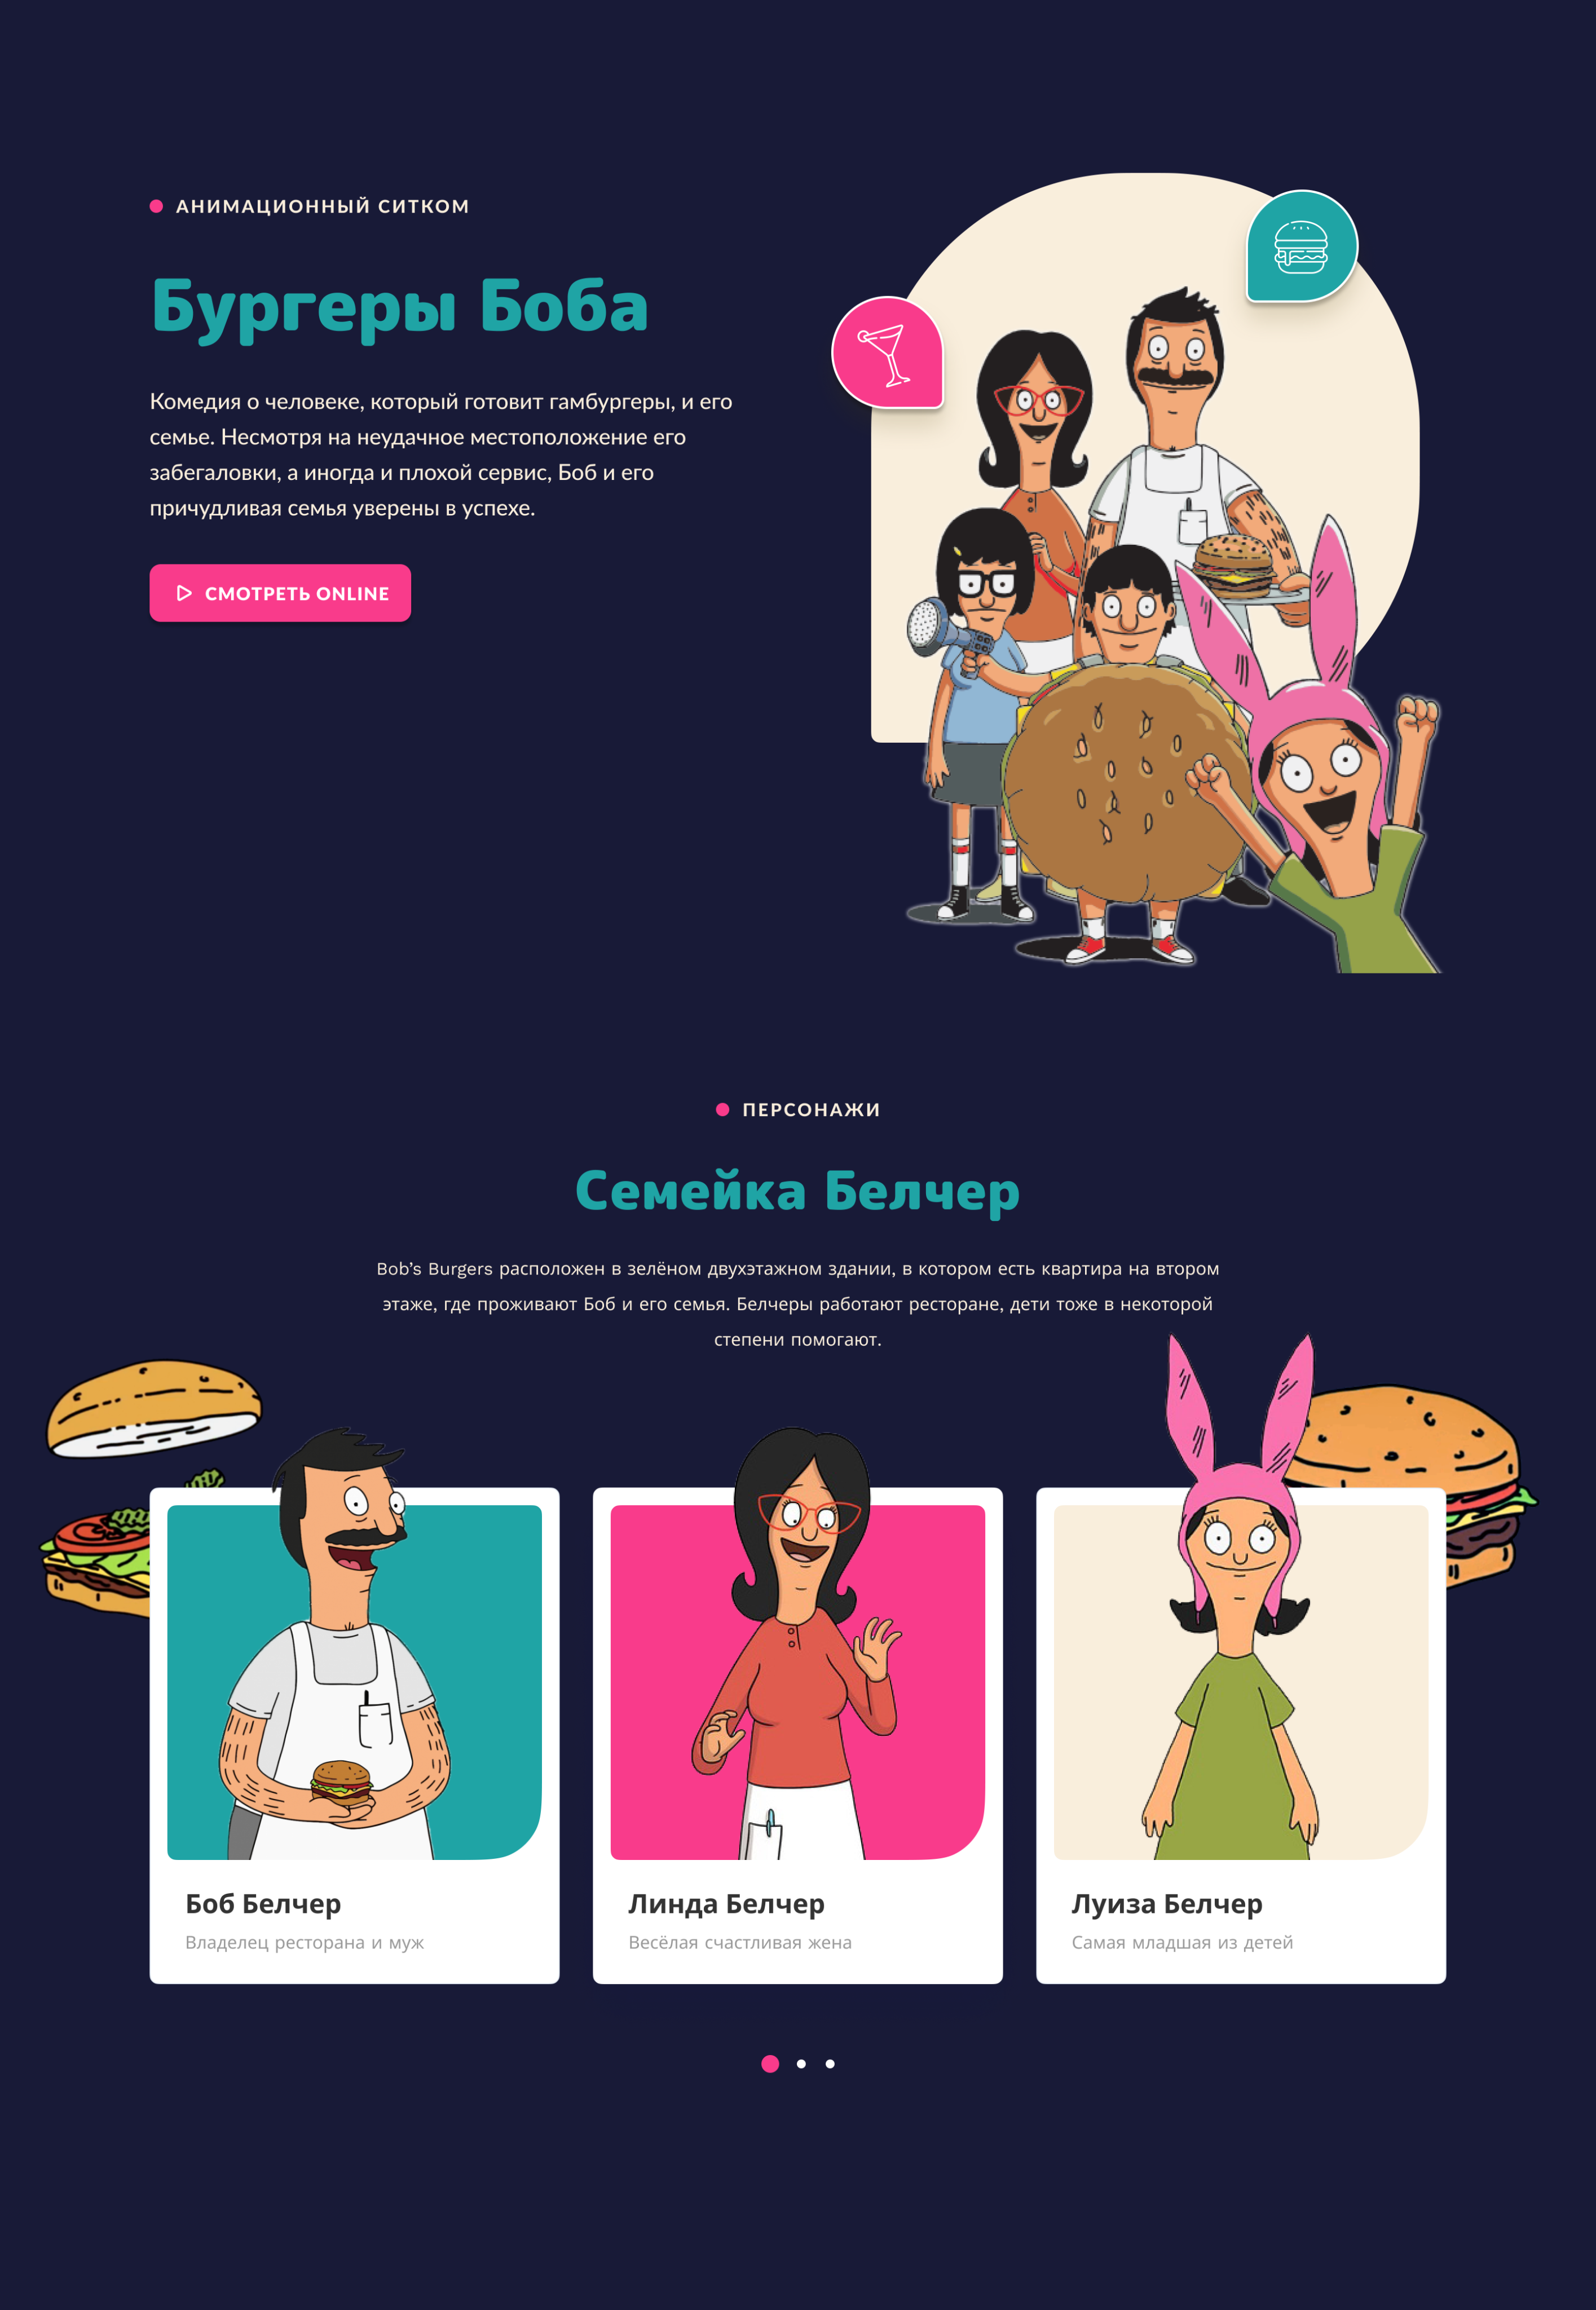 АНИМАЦИОННЫЙ СИТКОМ
Бургеры Боба
Комедия о человеке, который готовит гамбургеры, и его
семье. Несмотря на неудачное местоположение его
забегаловки, а иногда и плохой сервис, Боб и его
причудливая семья уверены в успехе.
СМОТРЕТЬ ONLINE
ПЕРСОНАЖИ
Семейка Белчер
Bob’s Burgers расположен в зелёном двухэтажном здании, в котором есть квартира на втором
этаже, где проживают Боб и его семья. Белчеры работают ресторане, дети тоже в некоторой
степени помогают.
Боб Белчер
Владелец ресторана и муж
Линда Белчер
Весёлая счастливая жена
Луиза Белчер
Самая младшая из детей